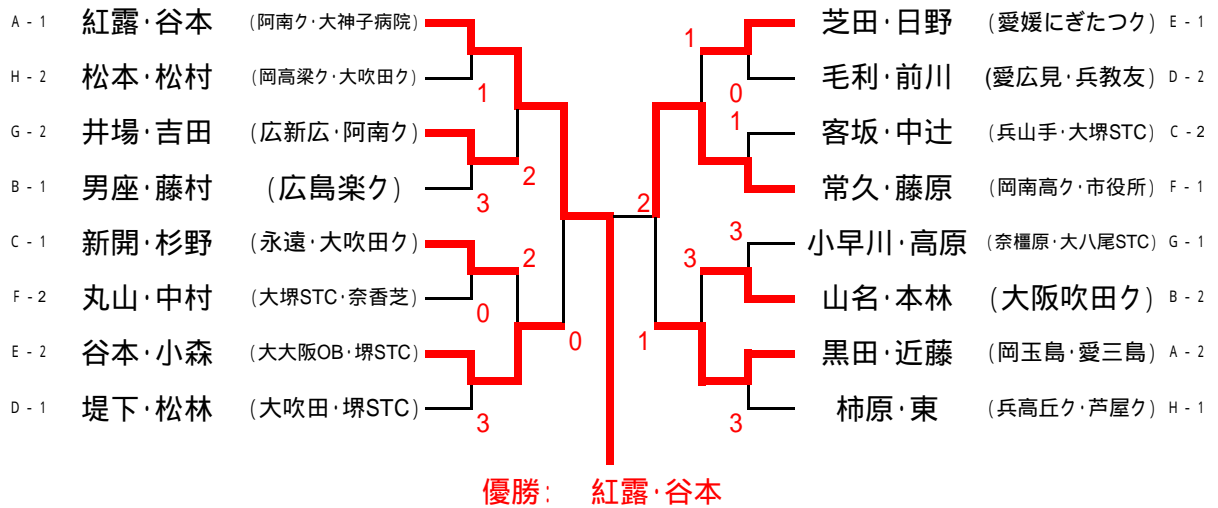 A - 1 紅露・谷本 (阿南ク・大神子病院)
H - 2 松本・松村 (岡高梁ク・大吹田ク)
1
G - 2 井場・吉田 (広新広・阿南ク)
2
B - 1 男座・藤村 (広島楽ク)
3
C - 1 新開・杉野 (永遠・大吹田ク)
2
F - 2 丸山・中村 (大堺STC・奈香芝)
0
E - 2 谷本・小森 (大大阪OB・堺STC)
0
D - 1 堤下・松林 (大吹田・堺STC)
3
1 芝田・日野 (愛媛にぎたつク) E - 1
毛利・前川 (愛広見・兵教友) D - 2
0
1 客坂・中辻 (兵山手・大堺STC) C - 2
常久・藤原 (岡南高ク・市役所) F - 1
2
3 小早川・高原 (奈橿原・大八尾STC) G - 1
3
山名・本林 (大阪吹田ク) B - 2
1 黒田・近藤 (岡玉島・愛三島) A - 2
柿原・東 (兵高丘ク・芦屋ク) H - 1
3
優勝： 紅露・谷本